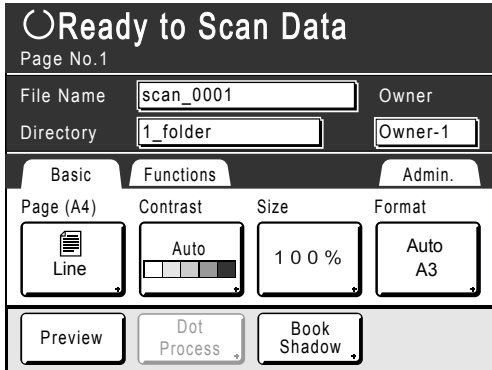 Ready to Scan Data
Page No.1
File Name scan_0001 Owner
Directory 1_folder Owner-1
Basic Functions Admin.
Page (A4) Contrast Size Format
Line Auto 100% Auto
A3
Preview Dot
Process Book
Shadow